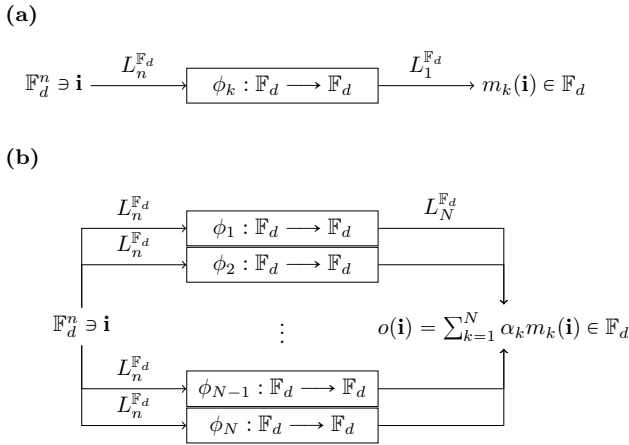 (a)
𝔽_d^n ∋ 𝐢 L_n^{𝔽_d} ϕ_k : 𝔽_d ⟶ 𝔽_d L_1^{𝔽_d} m_k(𝐢) ∈ 𝔽_d
(b)
L_n^{𝔽_d} ϕ_1 : 𝔽_d ⟶ 𝔽_d L_N^{𝔽_d}
L_n^{𝔽_d} ϕ_2 : 𝔽_d ⟶ 𝔽_d
𝔽_d^n ∋ 𝐢 ⋮ o(𝐢) = ∑_{k=1}^N α_k m_k(𝐢) ∈ 𝔽_d
L_n^{𝔽_d} ϕ_{N−1} : 𝔽_d ⟶ 𝔽_d
L_n^{𝔽_d} ϕ_N : 𝔽_d ⟶ 𝔽_d